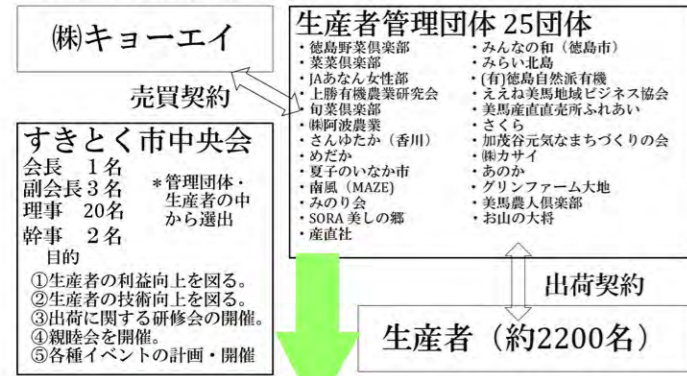 ㈱キョーエイ
売買契約
生産者管理団体 25団体
・徳島野菜倶楽部
・菜菜倶楽部
・JAあなん女性部
・上勝有機農業研究会
・旬菜倶楽部
・㈱阿波農業
・さんゆたか（香川）
・めだか
・夏子のいなか市
・南風（MAZE)
・みのり会
・SORA 美しの郷
・産直社
・みんなの和（徳島市）
・みらい北島
・(有)徳島自然派有機
・ええね美馬地域ビジネス協会
・美馬産直直売所ふれあい
・さくら
・加茂谷元気なまちづくりの会
・㈱カサイ
・あのか
・グリンファーム大地
・美馬農人倶楽部
・お山の大将
すきとく市中央会
会長　1名
副会長３名
理事　20名
幹事　２名
＊管理団体・
生産者の中
から選出
目的
①生産者の利益向上を図る。
②生産者の技術向上を図る。
③出荷に関する研修会の開催。
④親睦会を開催。
⑤各種イベントの計画・開催
出荷契約
生産者（約2200名）